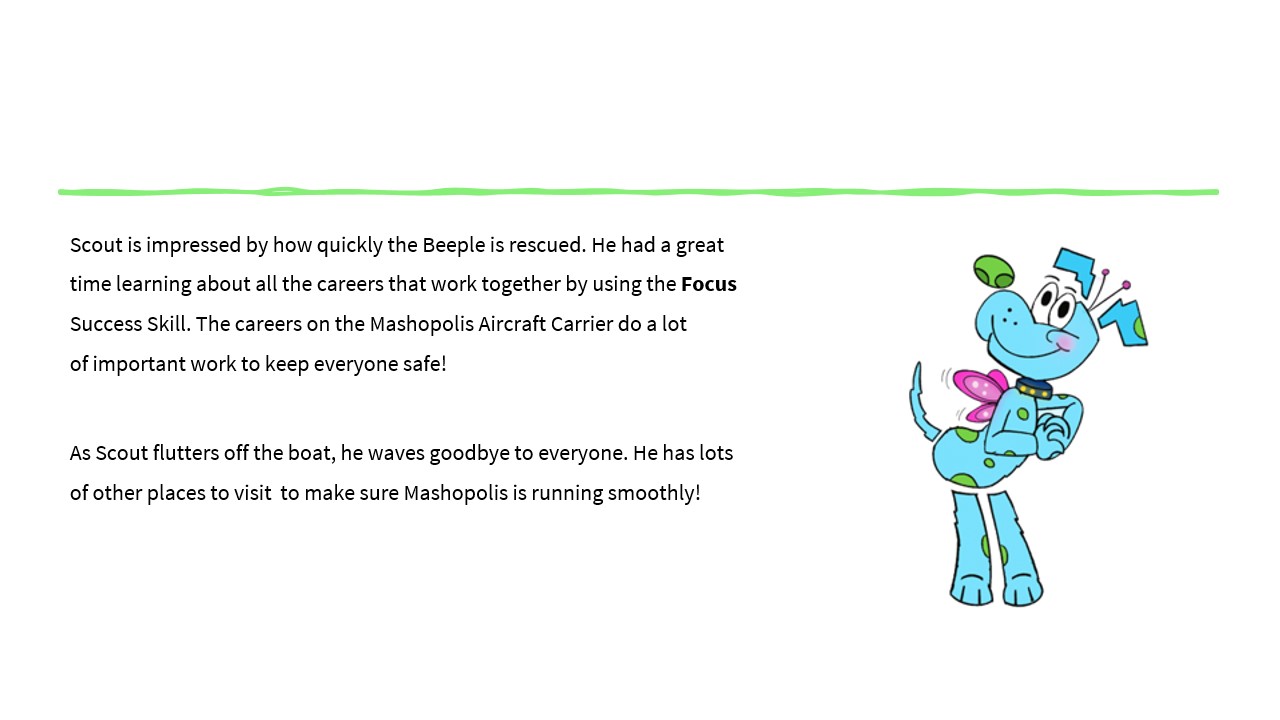 Scout is impressed by how quickly the Beeple is rescued. He had a great
time learning about all the careers that work together by using the Focus
Success Skill. The careers on the Mashopolis Aircraft Carrier do a lot
of important work to keep everyone safe!
As Scout flutters off the boat, he waves goodbye to everyone. He has lots
of other places to visit  to make sure Mashopolis is running smoothly!